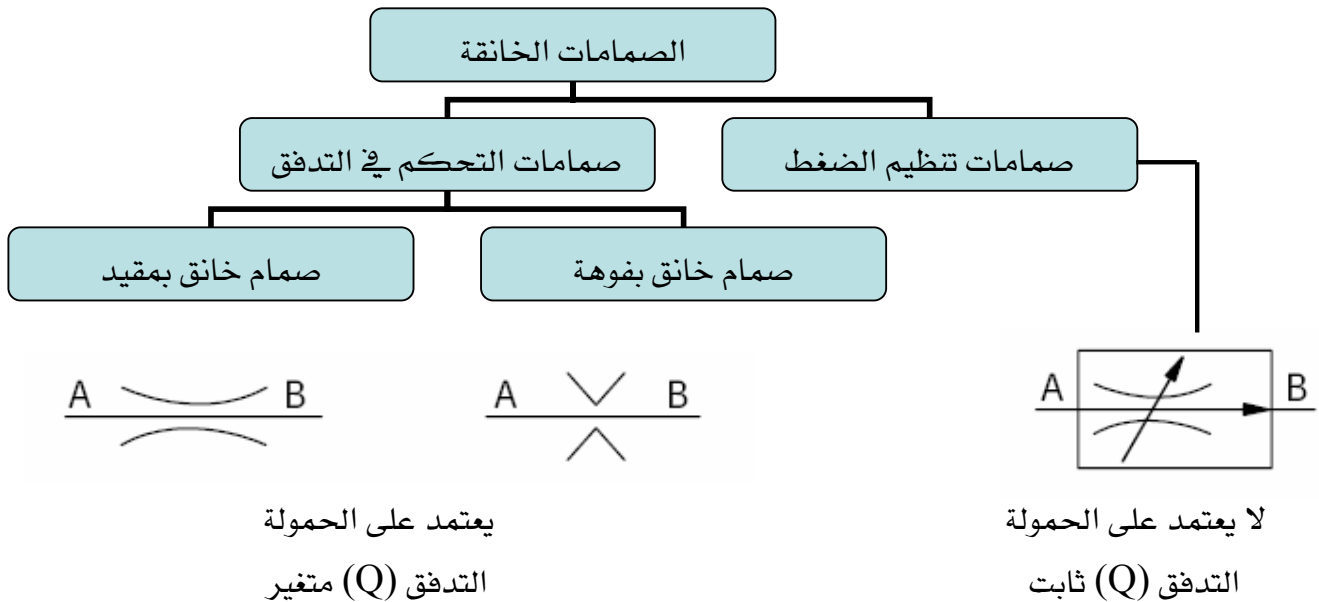 الصمامات الخانقة
صمامات تنظيم الضغط
صمامات التحكم في التدفق
صمام خانق بفوهة
صمام خانق بمقيد
A B
A B
A B
لا يعتمد على الحمولة
التدفق (Q) ثابت
يعتمد على الحمولة
التدفق (Q) متغير